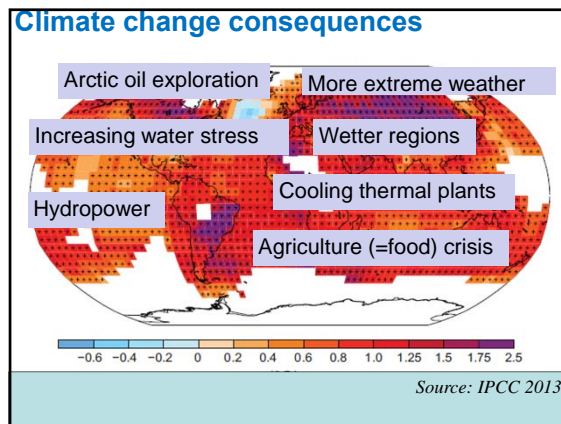 Climate change consequences
Arctic oil exploration
More extreme weather
Increasing water stress
Wetter regions
Cooling thermal plants
Hydropower
Agriculture (=food) crisis
−0.6 −0.4 −0.2 0 0.2 0.4 0.6 0.8 1.0 1.25 1.5 1.75 2.5
Source: IPCC 2013